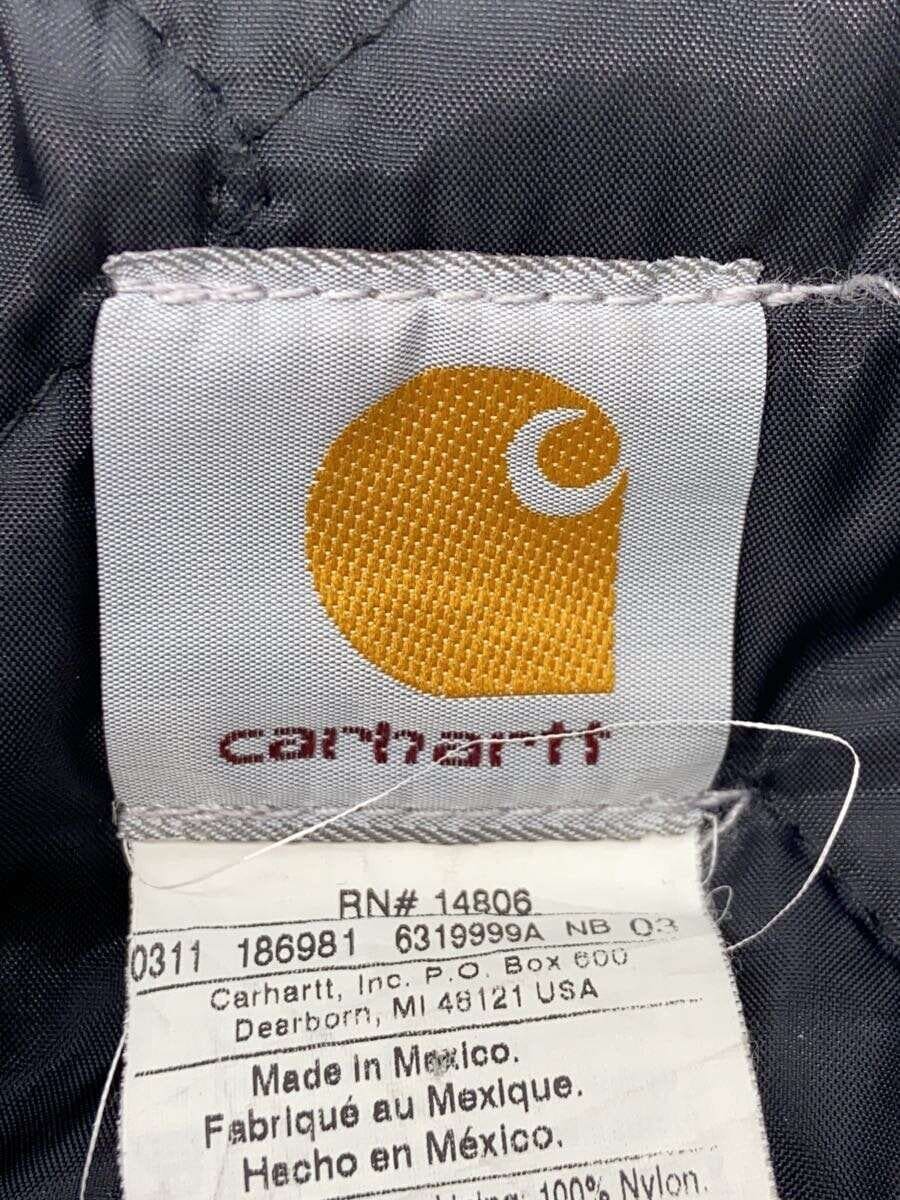 carhartt
RN# 14806
0311 186981 6319999A NB 03
Carhartt, Inc. P.O. Box 600
Dearborn, MI 48121 USA
Made in Mexico.
Fabriqué au Mexique.
Hecho en México.
100% Nylon.